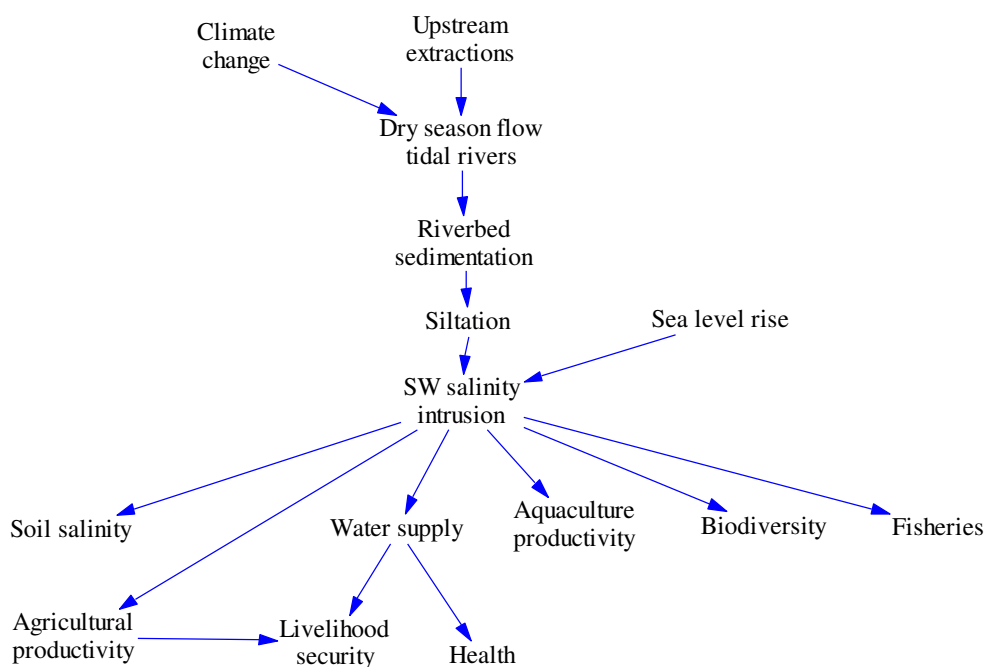 Climate
change
Upstream
extractions
Dry season flow
tidal rivers
Riverbed
sedimentation
Siltation
Sea level rise
SW salinity
intrusion
Soil salinity
Water supply
Aquaculture
productivity
Biodiversity
Fisheries
Agricultural
productivity
Livelihood
security
Health